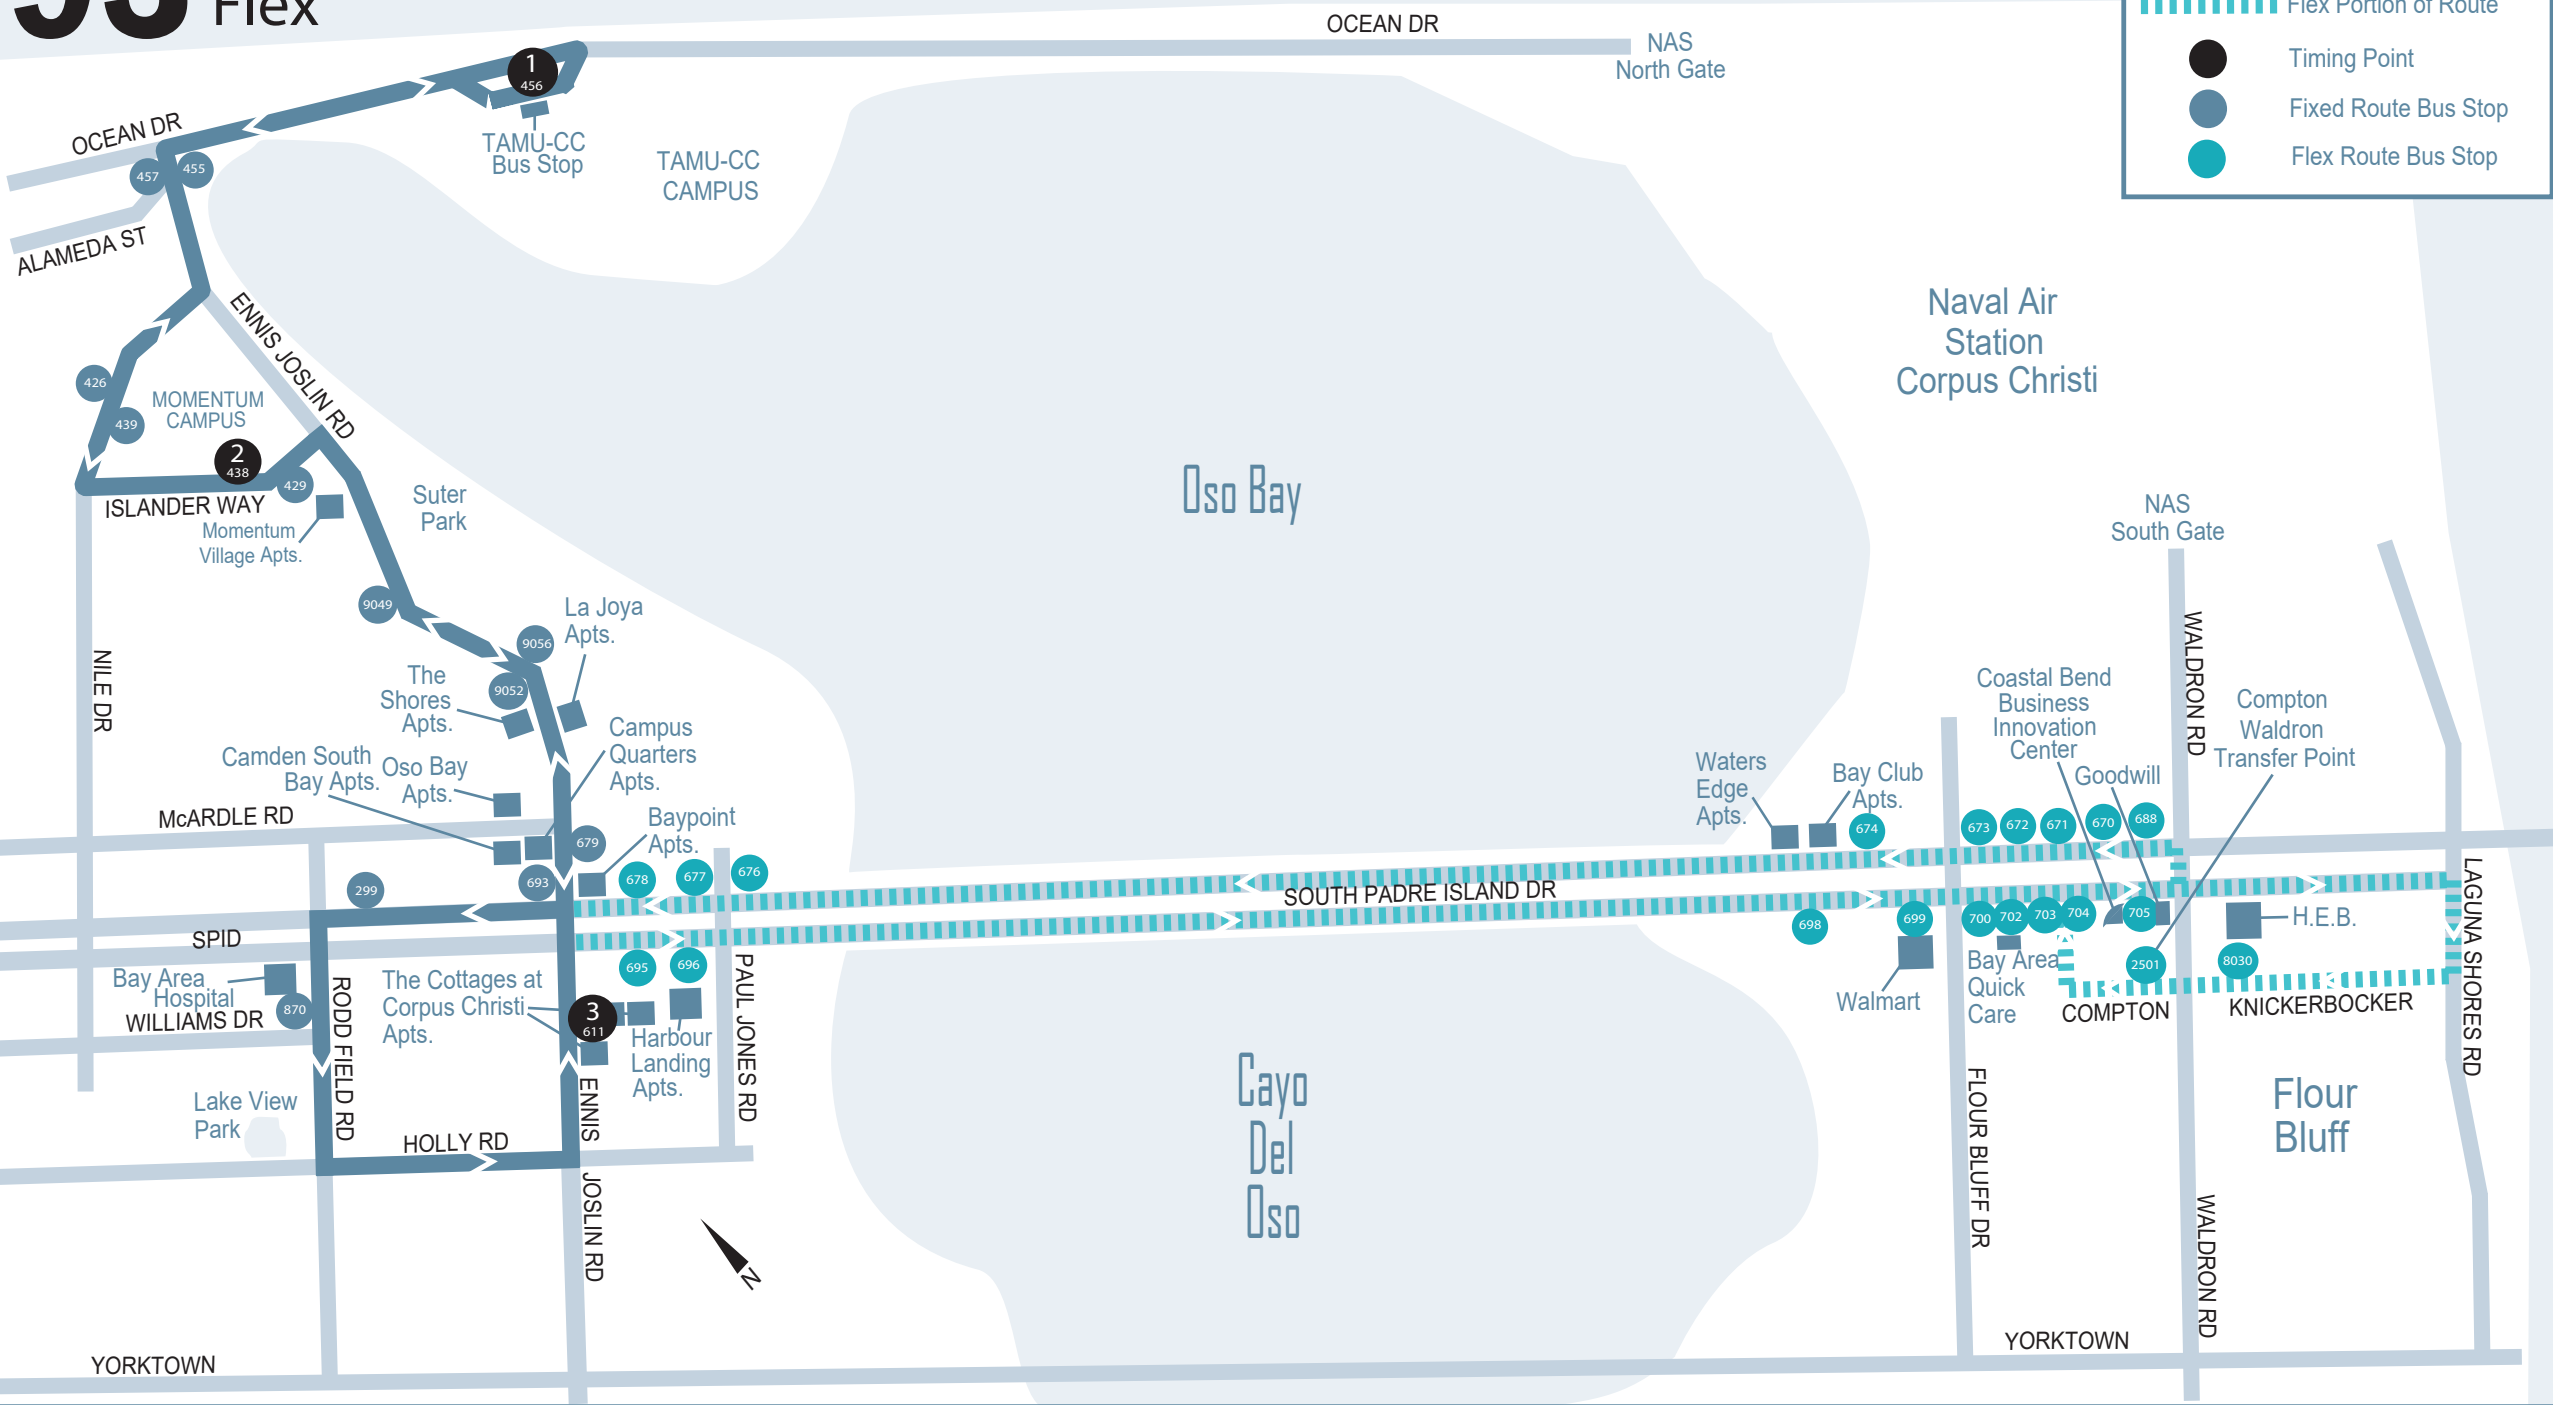 Flex
OCEAN DR
NAS
North Gate
Flex Portion of Route
Timing Point
Fixed Route Bus Stop
Flex Route Bus Stop
1
456
TAMU-CC
Bus Stop
TAMU-CC
CAMPUS
OCEAN DR
457
455
ALAMEDA ST
ENNIS JOSLIN RD
426
439
MOMENTUM
CAMPUS
2
438
429
ISLANDER WAY
Momentum
Village Apts.
Suter
Park
Oso Bay
Naval Air
Station
Corpus Christi
NAS
South Gate
9049
9056
La Joya
Apts.
9052
The
Shores
Apts.
NILE DR
Campus
Quarters
Apts.
Camden South
Bay Apts.
Oso Bay
Apts.
McARDLE RD
Baypoint
Apts.
679
693
299
678
677
676
SOUTH PADRE ISLAND DR
SPID
Bay Area
Hospital
870
WILLIAMS DR
RODD FIELD RD
The Cottages at
Corpus Christi
Apts.
3
611
695
696
Harbour
Landing
Apts.
PAUL JONES RD
Lake View
Park
HOLLY RD
ENNIS
JOSLIN RD
N
Cayo
Del
Oso
Waters
Edge
Apts.
Bay Club
Apts.
674
673
672
671
670
688
Coastal Bend
Business
Innovation
Center
Goodwill
WALDRON RD
Compton
Waldron
Transfer Point
698
699
700
702
703
704
705
Walmart
Bay Area
Quick
Care
2501
8030
H.E.B.
COMPTON
KNICKERBOCKER
LAGUNA SHORES RD
FLOUR BLUFF DR
Flour
Bluff
WALDRON RD
YORKTOWN
YORKTOWN